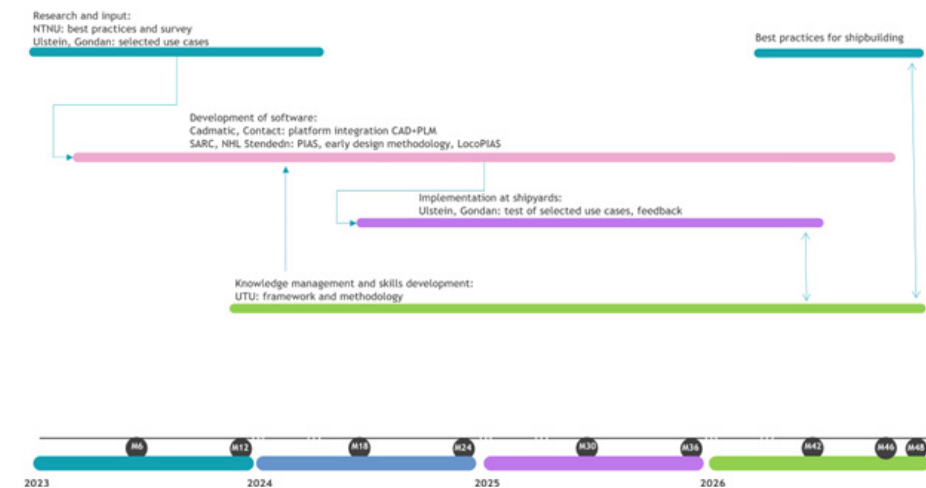 Research and input:
NTNU: best practices and survey
Ulstein, Gondan: selected use cases
Best practices for shipbuilding
Development of software:
Cadmatic, Contact: platform integration CAD+PLM
SARC, NHL Stendedn: PIAS, early design methodology, LocoPIAS
Implementation at shipyards:
Ulstein, Gondan: test of selected use cases, feedback
Knowledge management and skills development:
UTU: framework and methodology
M6 M12 M18 M24 M30 M36 M42 M46 M48
2023 2024 2025 2026